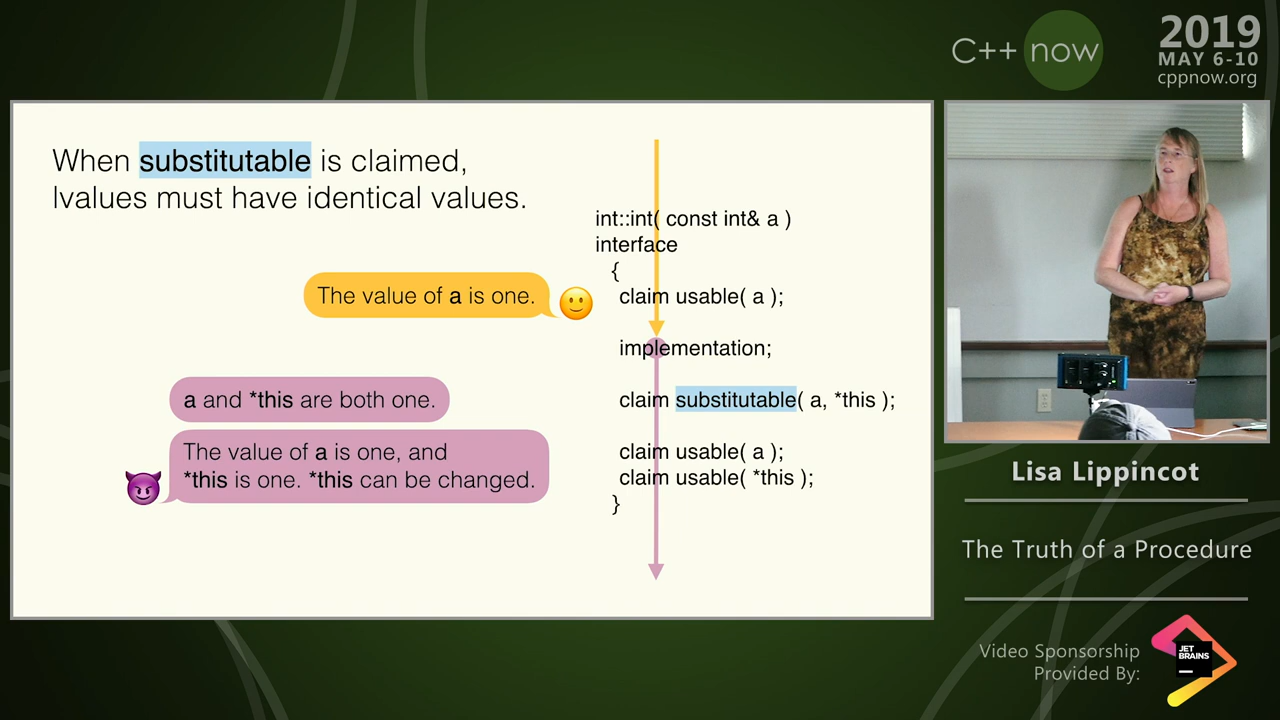 C++ now
2019
MAY 6-10
cppnow.org
When substitutable is claimed,
lvalues must have identical values.
int::int( const int& a )
interface
{
The value of a is one.
claim usable( a );
implementation;
a and *this are both one.
claim substitutable( a, *this );
The value of a is one, and
*this is one. *this can be changed.
claim usable( a );
claim usable( *this );
}
Lisa Lippincot
The Truth of a Procedure
Video Sponsorship
Provided By:
JET
BRAINS